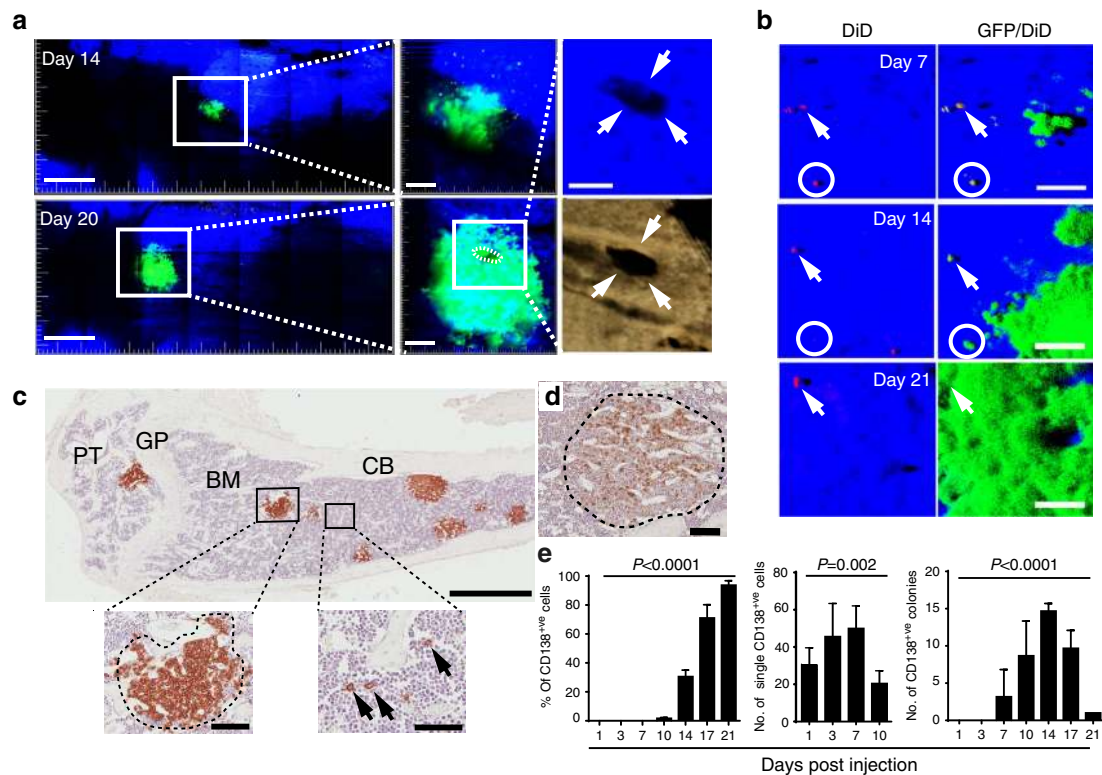 a
Day 14
Day 20
b
DiD
GFP/DiD
Day 7
Day 14
Day 21
c
PT
GP
BM
CB
d
e
P<0.0001
% Of CD138+ve cells
100
80
60
40
20
0
1 3 7 10 14 17 21
P=0.002
No. of single CD138+ve cells
100
80
60
40
20
0
1 3 7 10
P<0.0001
No. of CD138+ve colonies
20
15
10
5
0
1 3 7 10 14 17 21
Days post injection